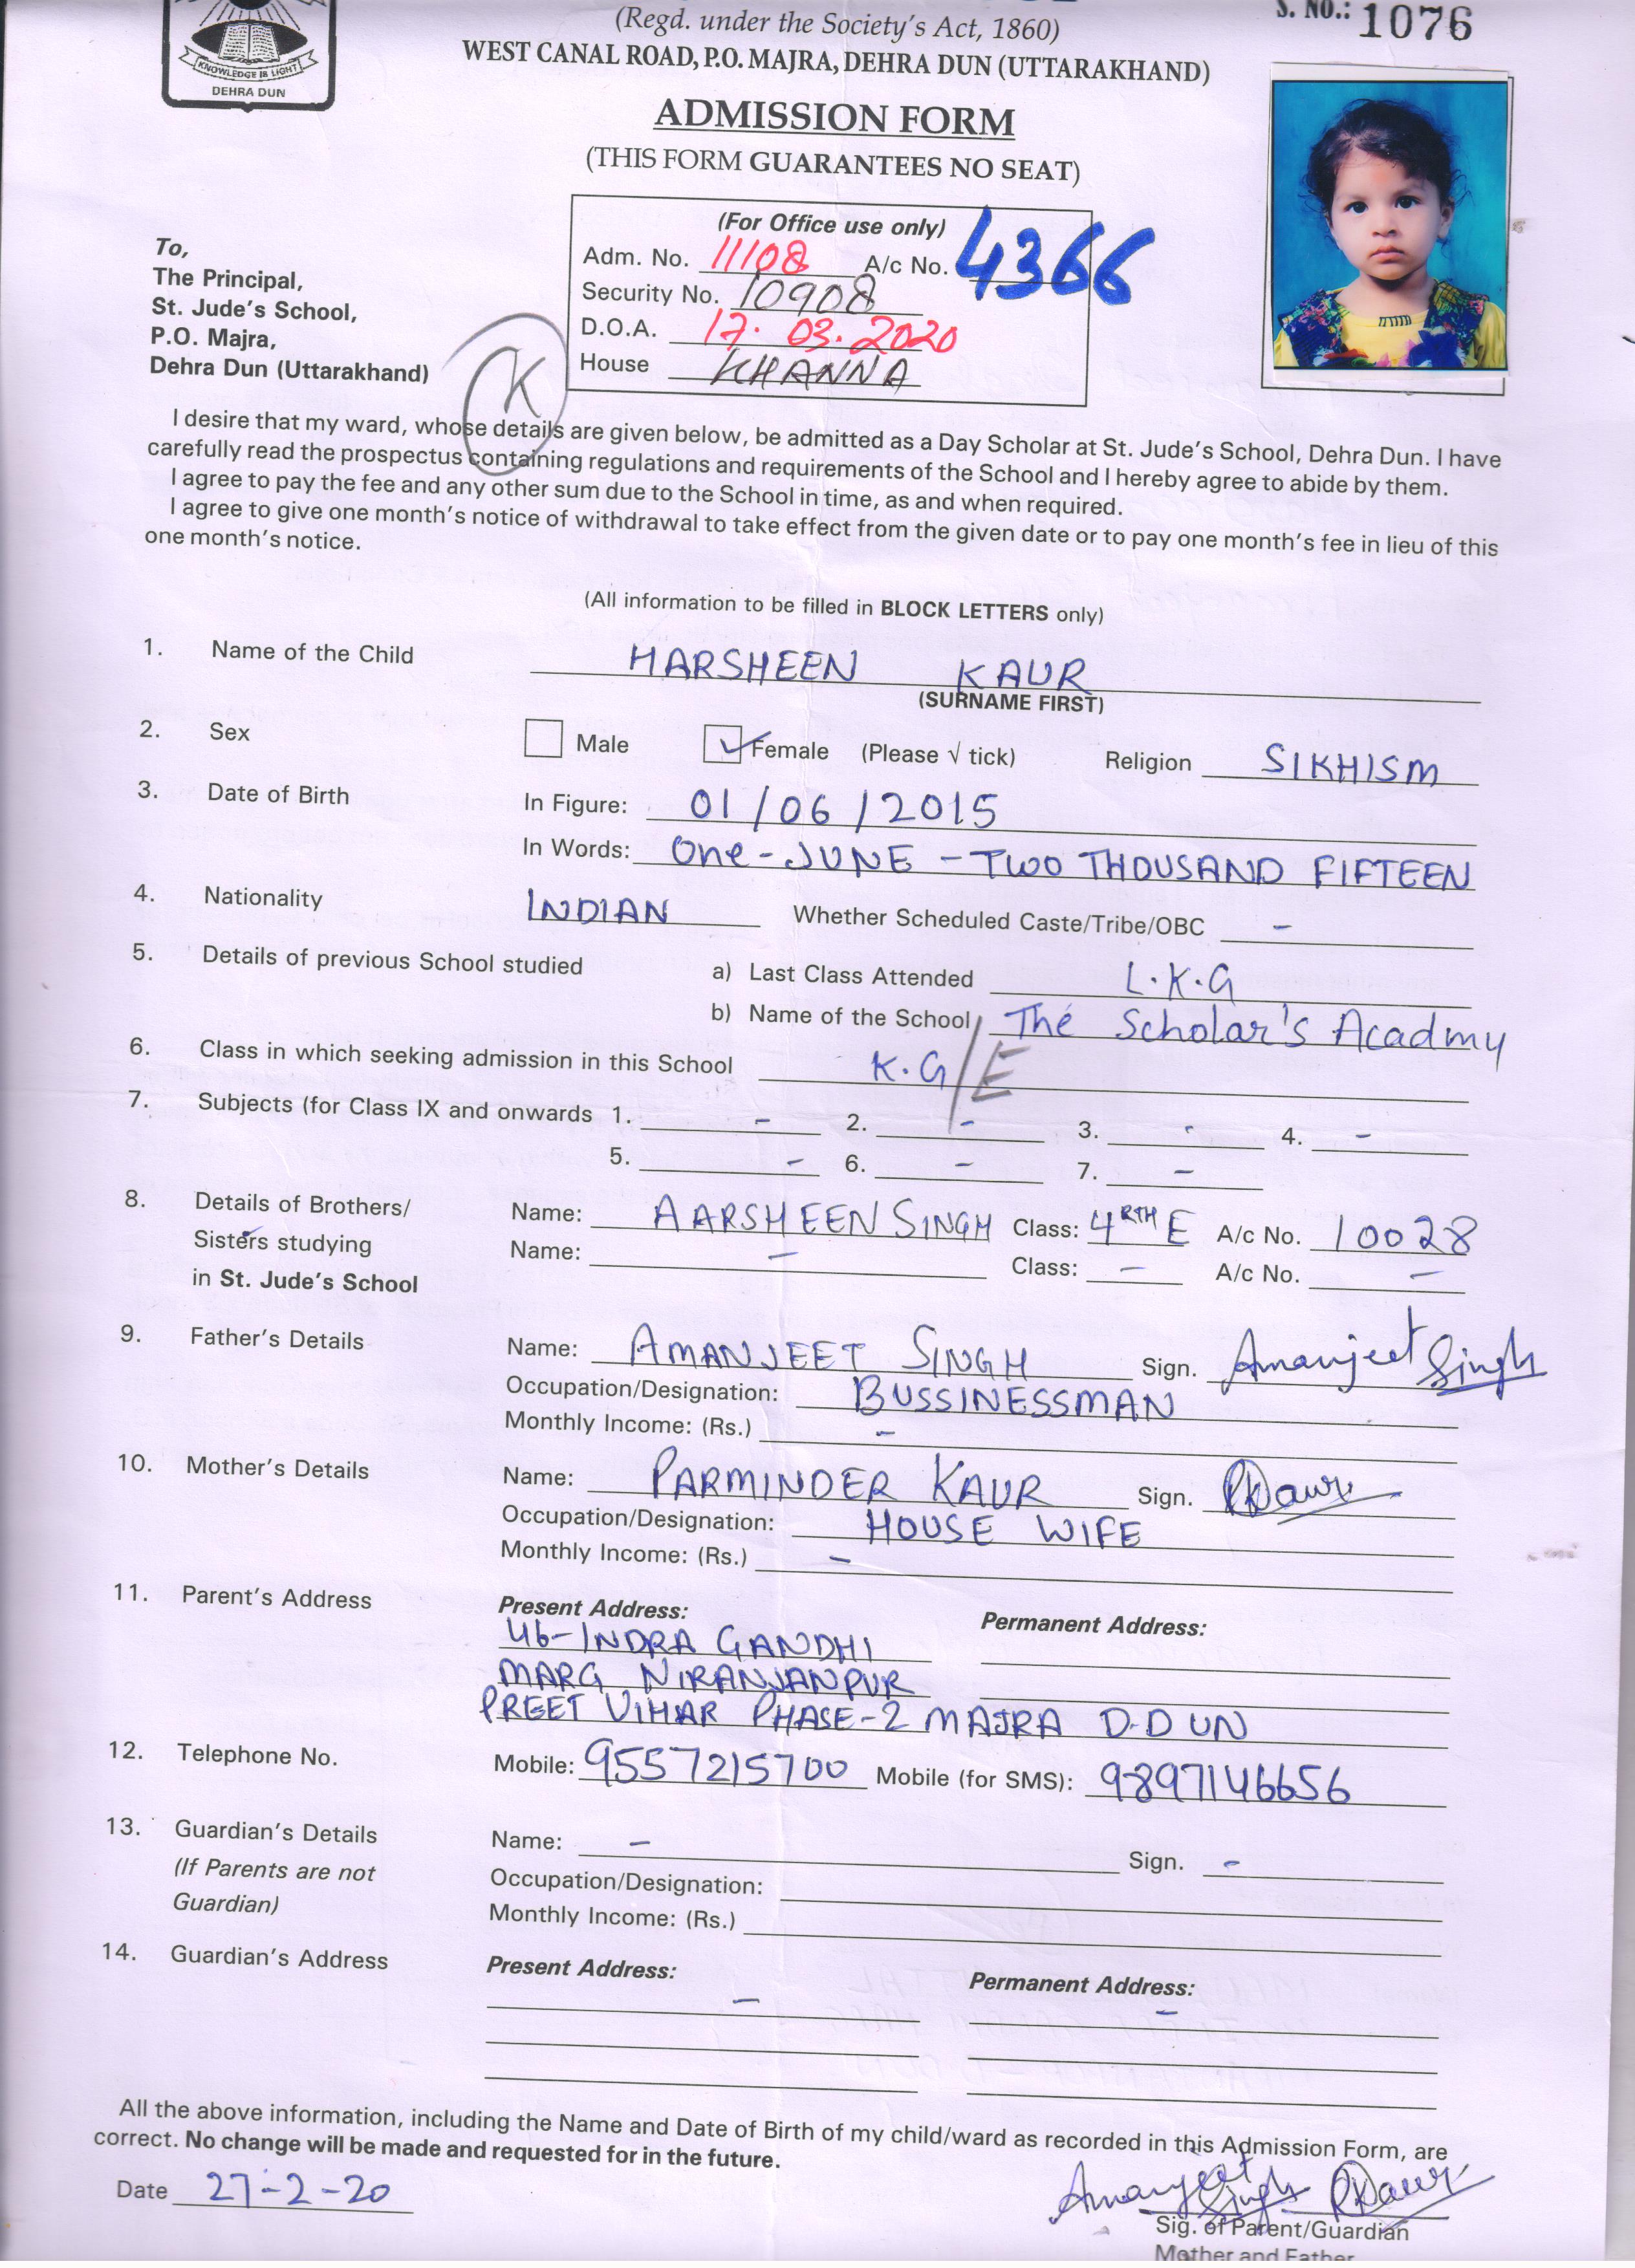 (Regd. under the Society's Act, 1860)
S. NO.: 1076
WEST CANAL ROAD, P.O. MAJRA, DEHRA DUN (UTTARAKHAND)
KNOWLEDGE IS LIGHT
DEHRA DUN
ADMISSION FORM
(THIS FORM GUARANTEES NO SEAT)
(For Office use only)
Adm. No. 11108 A/c No. 4366
Security No. 10908
D.O.A. 17.03.2020
House KHANNA
To,
The Principal,
St. Jude's School,
P.O. Majra,
Dehra Dun (Uttarakhand)
K
I desire that my ward, whose details are given below, be admitted as a Day Scholar at St. Jude's School, Dehra Dun. I have
carefully read the prospectus containing regulations and requirements of the School and I hereby agree to abide by them.
I agree to pay the fee and any other sum due to the School in time, as and when required.
I agree to give one month's notice of withdrawal to take effect from the given date or to pay one month's fee in lieu of this
one month's notice.
(All information to be filled in BLOCK LETTERS only)
1. Name of the Child HARSHEEN KAUR
(SURNAME FIRST)
2. Sex Male ✓ Female (Please √ tick) Religion SIKHISM
3. Date of Birth In Figure: 01/06/2015
In Words: One-JUNE-TWO THOUSAND FIFTEEN
4. Nationality INDIAN Whether Scheduled Caste/Tribe/OBC -
5. Details of previous School studied a) Last Class Attended L.K.G
b) Name of the School The Scholar's Acadmy
6. Class in which seeking admission in this School K.G/E
7. Subjects (for Class IX and onwards 1. - 2. - 3. - 4. -
5. - 6. - 7. -
8. Details of Brothers/ Name: AARSHEEN SINGH Class: 4RTH E A/c No. 10028
Sisters studying Name: - Class: - A/c No. -
in St. Jude's School
9. Father's Details Name: AMANJEET SINGH Sign. Amanjeet Singh
Occupation/Designation: BUSSINESSMAN
Monthly Income: (Rs.) -
10. Mother's Details Name: PARMINDER KAUR Sign. PKaur
Occupation/Designation: HOUSE WIFE
Monthly Income: (Rs.) -
11. Parent's Address Present Address: Permanent Address:
46-INDRA GANDHI
MARG NIRANJANPUR
PREET VIHAR PHASE-2 MAJRA D.DUN
12. Telephone No. Mobile: 9557215700 Mobile (for SMS): 9897146656
13. Guardian's Details Name: - Sign. -
(If Parents are not Occupation/Designation:
Guardian) Monthly Income: (Rs.)
14. Guardian's Address Present Address: - Permanent Address: -
All the above information, including the Name and Date of Birth of my child/ward as recorded in this Admission Form, are
correct. No change will be made and requested for in the future.
Date 27-2-20 Amanjeet Singh PKaur
Sig. of Parent/Guardian
Mother and Father